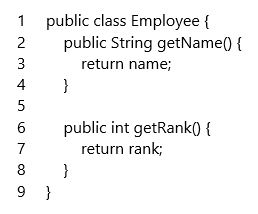 1 public class Employee {
2 public String getName() {
3 return name;
4 }
5
6 public int getRank() {
7 return rank;
8 }
9 }